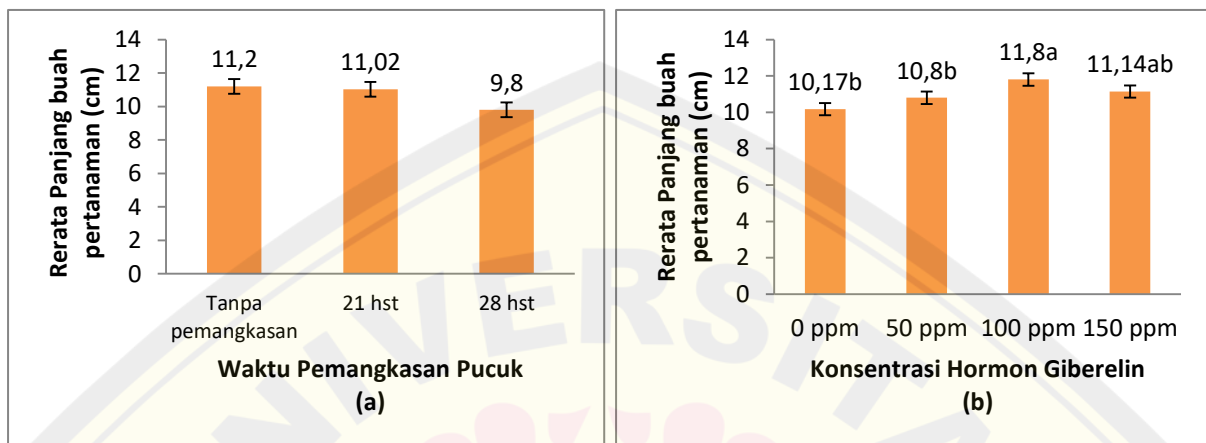 Rerata Panjang buah
pertanaman (cm)
14
12
10
8
6
4
2
0
11,2
11,02
9,8
Tanpa
pemangkasan
21 hst
28 hst
Waktu Pemangkasan Pucuk
(a)
Rerata Panjang buah
pertanaman (cm)
14
12
10
8
6
4
2
0
10,17b
10,8b
11,8a
11,14ab
0 ppm
50 ppm
100 ppm
150 ppm
Konsentrasi Hormon Giberelin
(b)
NIVERSITA